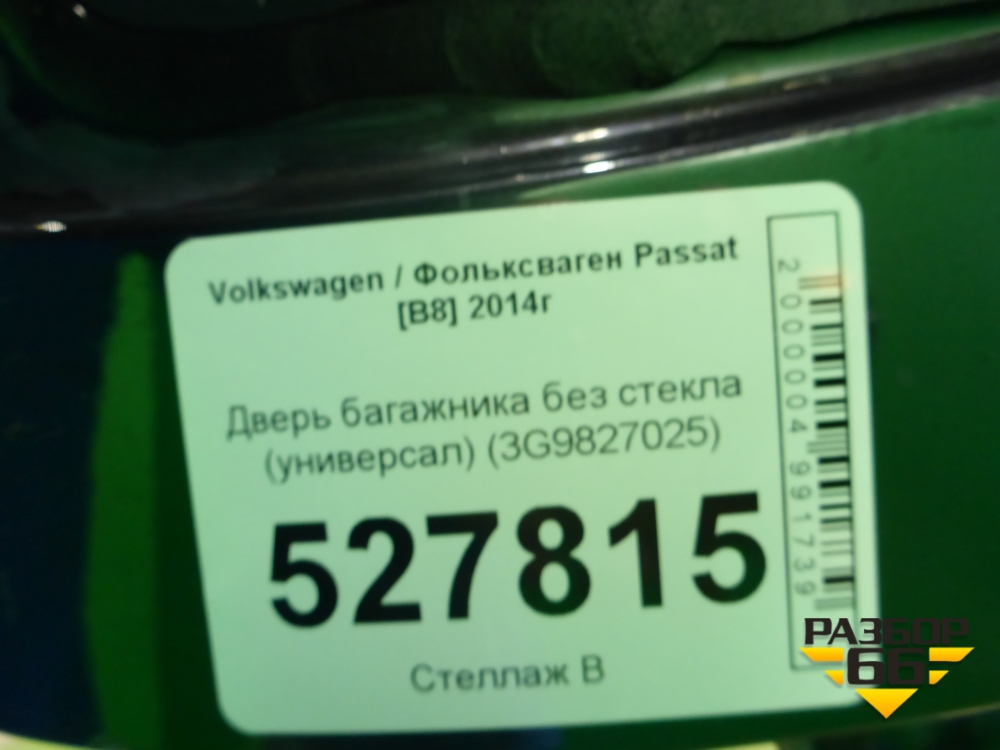 Volkswagen / Фольксваген Passat
[B8] 2014г
Дверь багажника без стекла
(универсал) (3G9827025)
527815
Стеллаж В
2000004991739
РАЗБОР
66